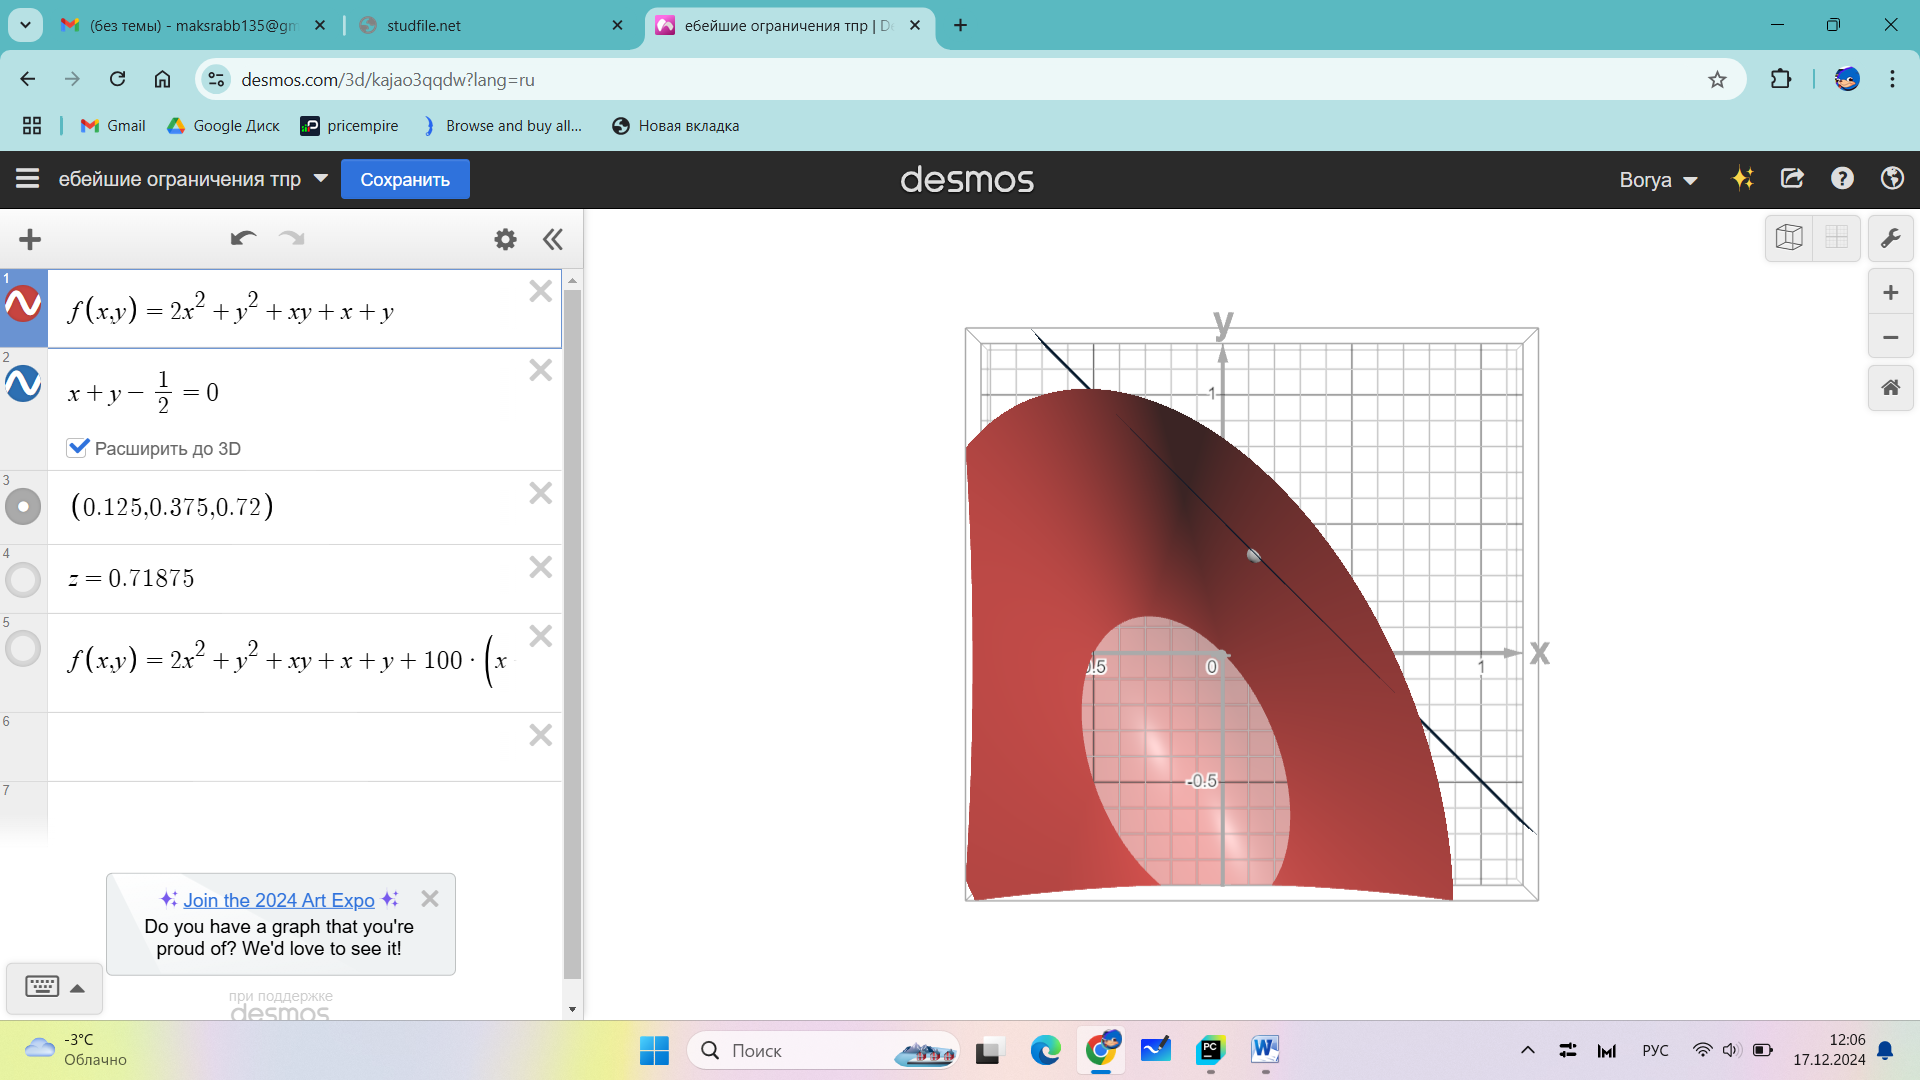 (без темы) - maksrabb135@gm
studfile.net
ебейшие ограничения тпр | De
desmos.com/3d/kajao3qqdw?lang=ru
Gmail
Google Диск
pricempire
Browse and buy all...
Новая вкладка
ебейшие ограничения тпр
Сохранить
desmos
Borya
1
f(x,y) = 2x² + y² + xy + x + y
2
x + y − 1/2 = 0
Расширить до 3D
3
(0.125,0.375,0.72)
4
z = 0.71875
5
f(x,y) = 2x² + y² + xy + x + y + 100 · (x
6
7
Join the 2024 Art Expo
Do you have a graph that you're
proud of? We'd love to see it!
при поддержке
desmos
y
1
x
0.5
0
1
-0.5
-3°C
Облачно
Поиск
РУС
12:06
17.12.2024